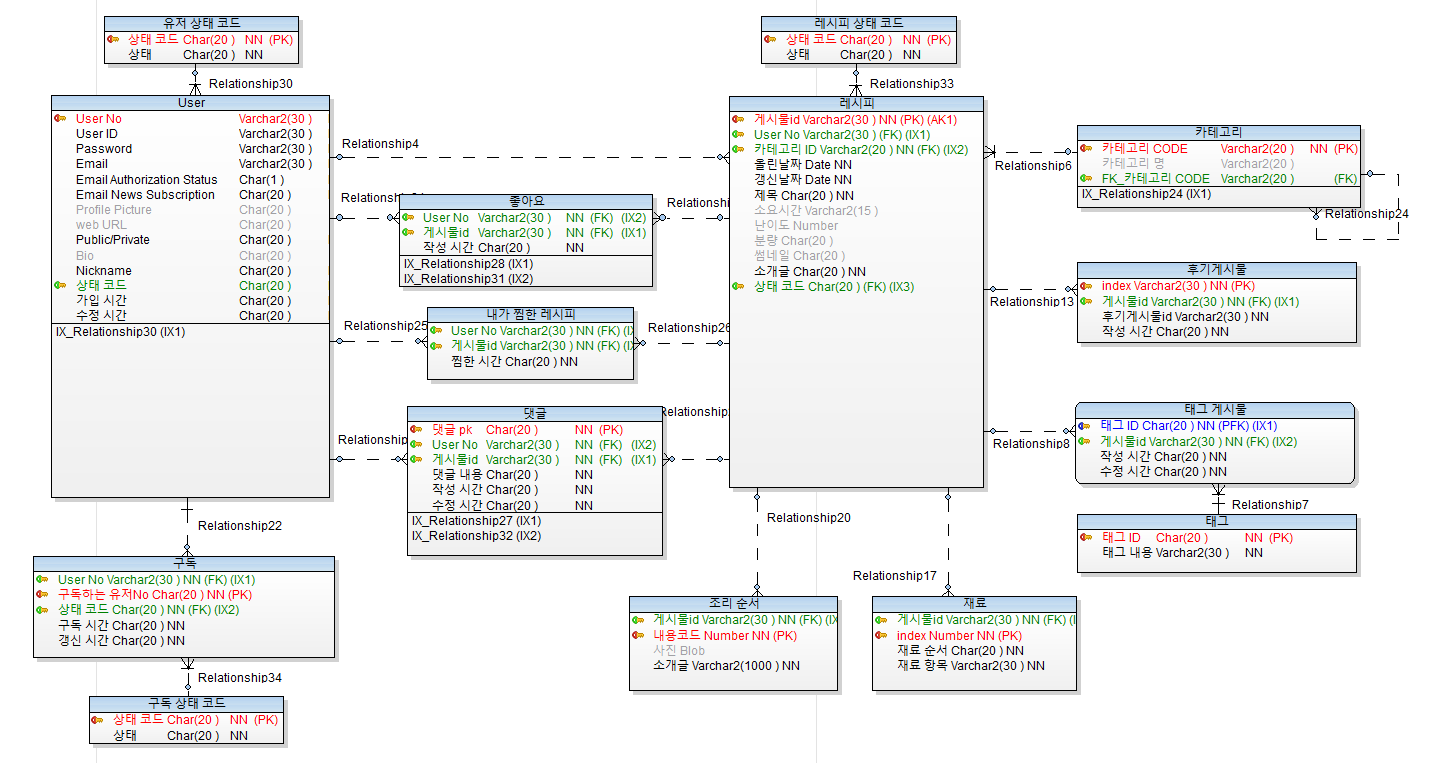 유저 상태 코드
상태 코드 Char(20 ) NN (PK)
상태 Char(20 ) NN
Relationship30
User
User No Varchar2(30 )
User ID Varchar2(30 )
Password Varchar2(30 )
Email Varchar2(30 )
Email Authorization Status Char(1 )
Email News Subscription Char(20 )
Profile Picture Char(20 )
web URL Char(20 )
Public/Private Char(20 )
Bio Char(20 )
Nickname Char(20 )
상태 코드 Char(20 )
가입 시간 Char(20 )
수정 시간 Char(20 )
IX_Relationship30 (IX1)
Relationship22
구독
User No Varchar2(30 ) NN (FK) (IX1)
구독하는 유저No Char(20 ) NN (PK)
상태 코드 Char(20 ) NN (FK) (IX2)
구독 시간 Char(20 ) NN
갱신 시간 Char(20 ) NN
Relationship34
구독 상태 코드
상태 코드 Char(20 ) NN (PK)
상태 Char(20 ) NN
Relationship4
좋아요
User No Varchar2(30 ) NN (FK) (IX2)
게시물id Varchar2(30 ) NN (FK) (IX1)
작성 시간 Char(20 ) NN
IX_Relationship28 (IX1)
IX_Relationship31 (IX2)
Relationsh
Relationship25
내가 찜한 레시피
User No Varchar2(30 ) NN (FK) (IX
게시물id Varchar2(30 ) NN (FK) (IX
찜한 시간 Char(20 ) NN
Relationship26
Relationship
댓글
댓글 pk Char(20 ) NN (PK)
User No Varchar2(30 ) NN (FK) (IX2)
게시물id Varchar2(30 ) NN (FK) (IX1)
댓글 내용 Char(20 ) NN
작성 시간 Char(20 ) NN
수정 시간 Char(20 ) NN
IX_Relationship27 (IX1)
IX_Relationship32 (IX2)
레시피 상태 코드
상태 코드 Char(20 ) NN (PK)
상태 Char(20 ) NN
Relationship33
레시피
게시물id Varchar2(30 ) NN (PK) (AK1)
User No Varchar2(30 ) (FK) (IX1)
카테고리 ID Varchar2(20 ) NN (FK) (IX2)
올린날짜 Date NN
갱신날짜 Date NN
제목 Char(20 ) NN
소요시간 Varchar2(15 )
난이도 Number
분량 Char(20 )
썸네일 Char(20 )
소개글 Char(20 ) NN
상태 코드 Char(20 ) (FK) (IX3)
Relationship20
조리 순서
게시물id Varchar2(30 ) NN (FK) (IX
내용코드 Number NN (PK)
사진 Blob
소개글 Varchar2(1000 ) NN
Relationship17
재료
게시물id Varchar2(30 ) NN (FK) (I
index Number NN (PK)
재료 순서 Char(20 ) NN
재료 항목 Varchar2(30 ) NN
Relationship6
카테고리
카테고리 CODE Varchar2(20 ) NN (PK)
카테고리 명 Varchar2(20 )
FK_카테고리 CODE Varchar2(20 ) (FK)
IX_Relationship24 (IX1)
Relationship24
Relationship13
후기게시물
index Varchar2(30 ) NN (PK)
게시물id Varchar2(30 ) NN (FK) (IX1)
후기게시물id Varchar2(30 ) NN
작성 시간 Char(20 ) NN
Relationship8
태그 게시물
태그 ID Char(20 ) NN (PFK) (IX1)
게시물id Varchar2(30 ) NN (FK) (IX2)
작성 시간 Char(20 ) NN
수정 시간 Char(20 ) NN
Relationship7
태그
태그 ID Char(20 ) NN (PK)
태그 내용 Varchar2(30 ) NN